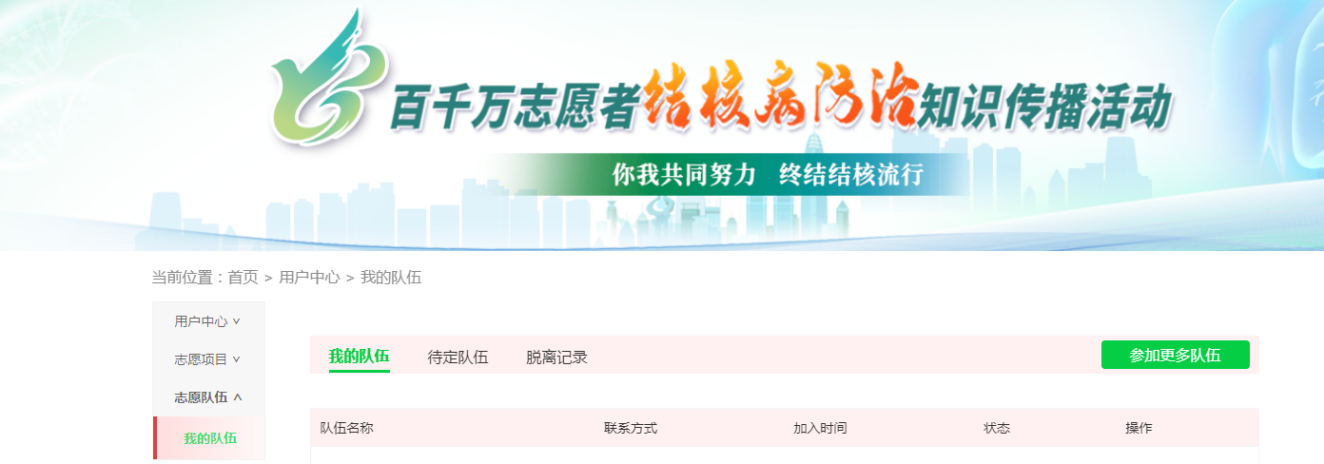 百千万志愿者结核病防治知识传播活动
你我共同努力 终结结核流行
当前位置：首页 > 用户中心 > 我的队伍
用户中心
志愿项目
志愿队伍
我的队伍
我的队伍 待定队伍 脱离记录 参加更多队伍
队伍名称 联系方式 加入时间 状态 操作